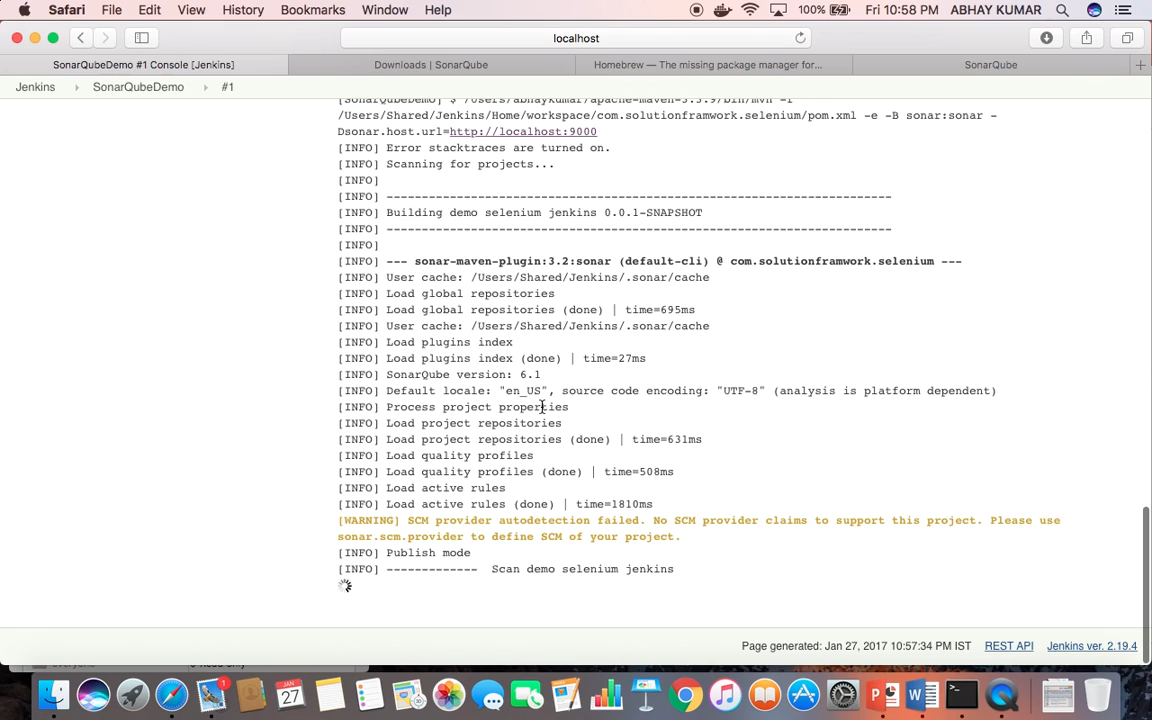 Safari File Edit View History Bookmarks Window Help 100% Fri 10:58 PM ABHAY KUMAR
localhost
SonarQubeDemo #1 Console [Jenkins] Downloads | SonarQube Homebrew — The missing package manager for... SonarQube
Jenkins SonarQubeDemo #1
[SonarQubeDemo] $ /Users/abhaykumar/apache-maven-3.3.9/bin/mvn -f
/Users/Shared/Jenkins/Home/workspace/com.solutionframwork.selenium/pom.xml -e -B sonar:sonar -
Dsonar.host.url=http://localhost:9000
[INFO] Error stacktraces are turned on.
[INFO] Scanning for projects...
[INFO]
[INFO] ------------------------------------------------------------------------
[INFO] Building demo selenium jenkins 0.0.1-SNAPSHOT
[INFO] ------------------------------------------------------------------------
[INFO]
[INFO] --- sonar-maven-plugin:3.2:sonar (default-cli) @ com.solutionframwork.selenium ---
[INFO] User cache: /Users/Shared/Jenkins/.sonar/cache
[INFO] Load global repositories
[INFO] Load global repositories (done) | time=695ms
[INFO] User cache: /Users/Shared/Jenkins/.sonar/cache
[INFO] Load plugins index
[INFO] Load plugins index (done) | time=27ms
[INFO] SonarQube version: 6.1
[INFO] Default locale: "en_US", source code encoding: "UTF-8" (analysis is platform dependent)
[INFO] Process project properties
[INFO] Load project repositories
[INFO] Load project repositories (done) | time=631ms
[INFO] Load quality profiles
[INFO] Load quality profiles (done) | time=508ms
[INFO] Load active rules
[INFO] Load active rules (done) | time=1810ms
[WARNING] SCM provider autodetection failed. No SCM provider claims to support this project. Please use
sonar.scm.provider to define SCM of your project.
[INFO] Publish mode
[INFO] ------------- Scan demo selenium jenkins
Page generated: Jan 27, 2017 10:57:34 PM IST REST API Jenkins ver. 2.19.4